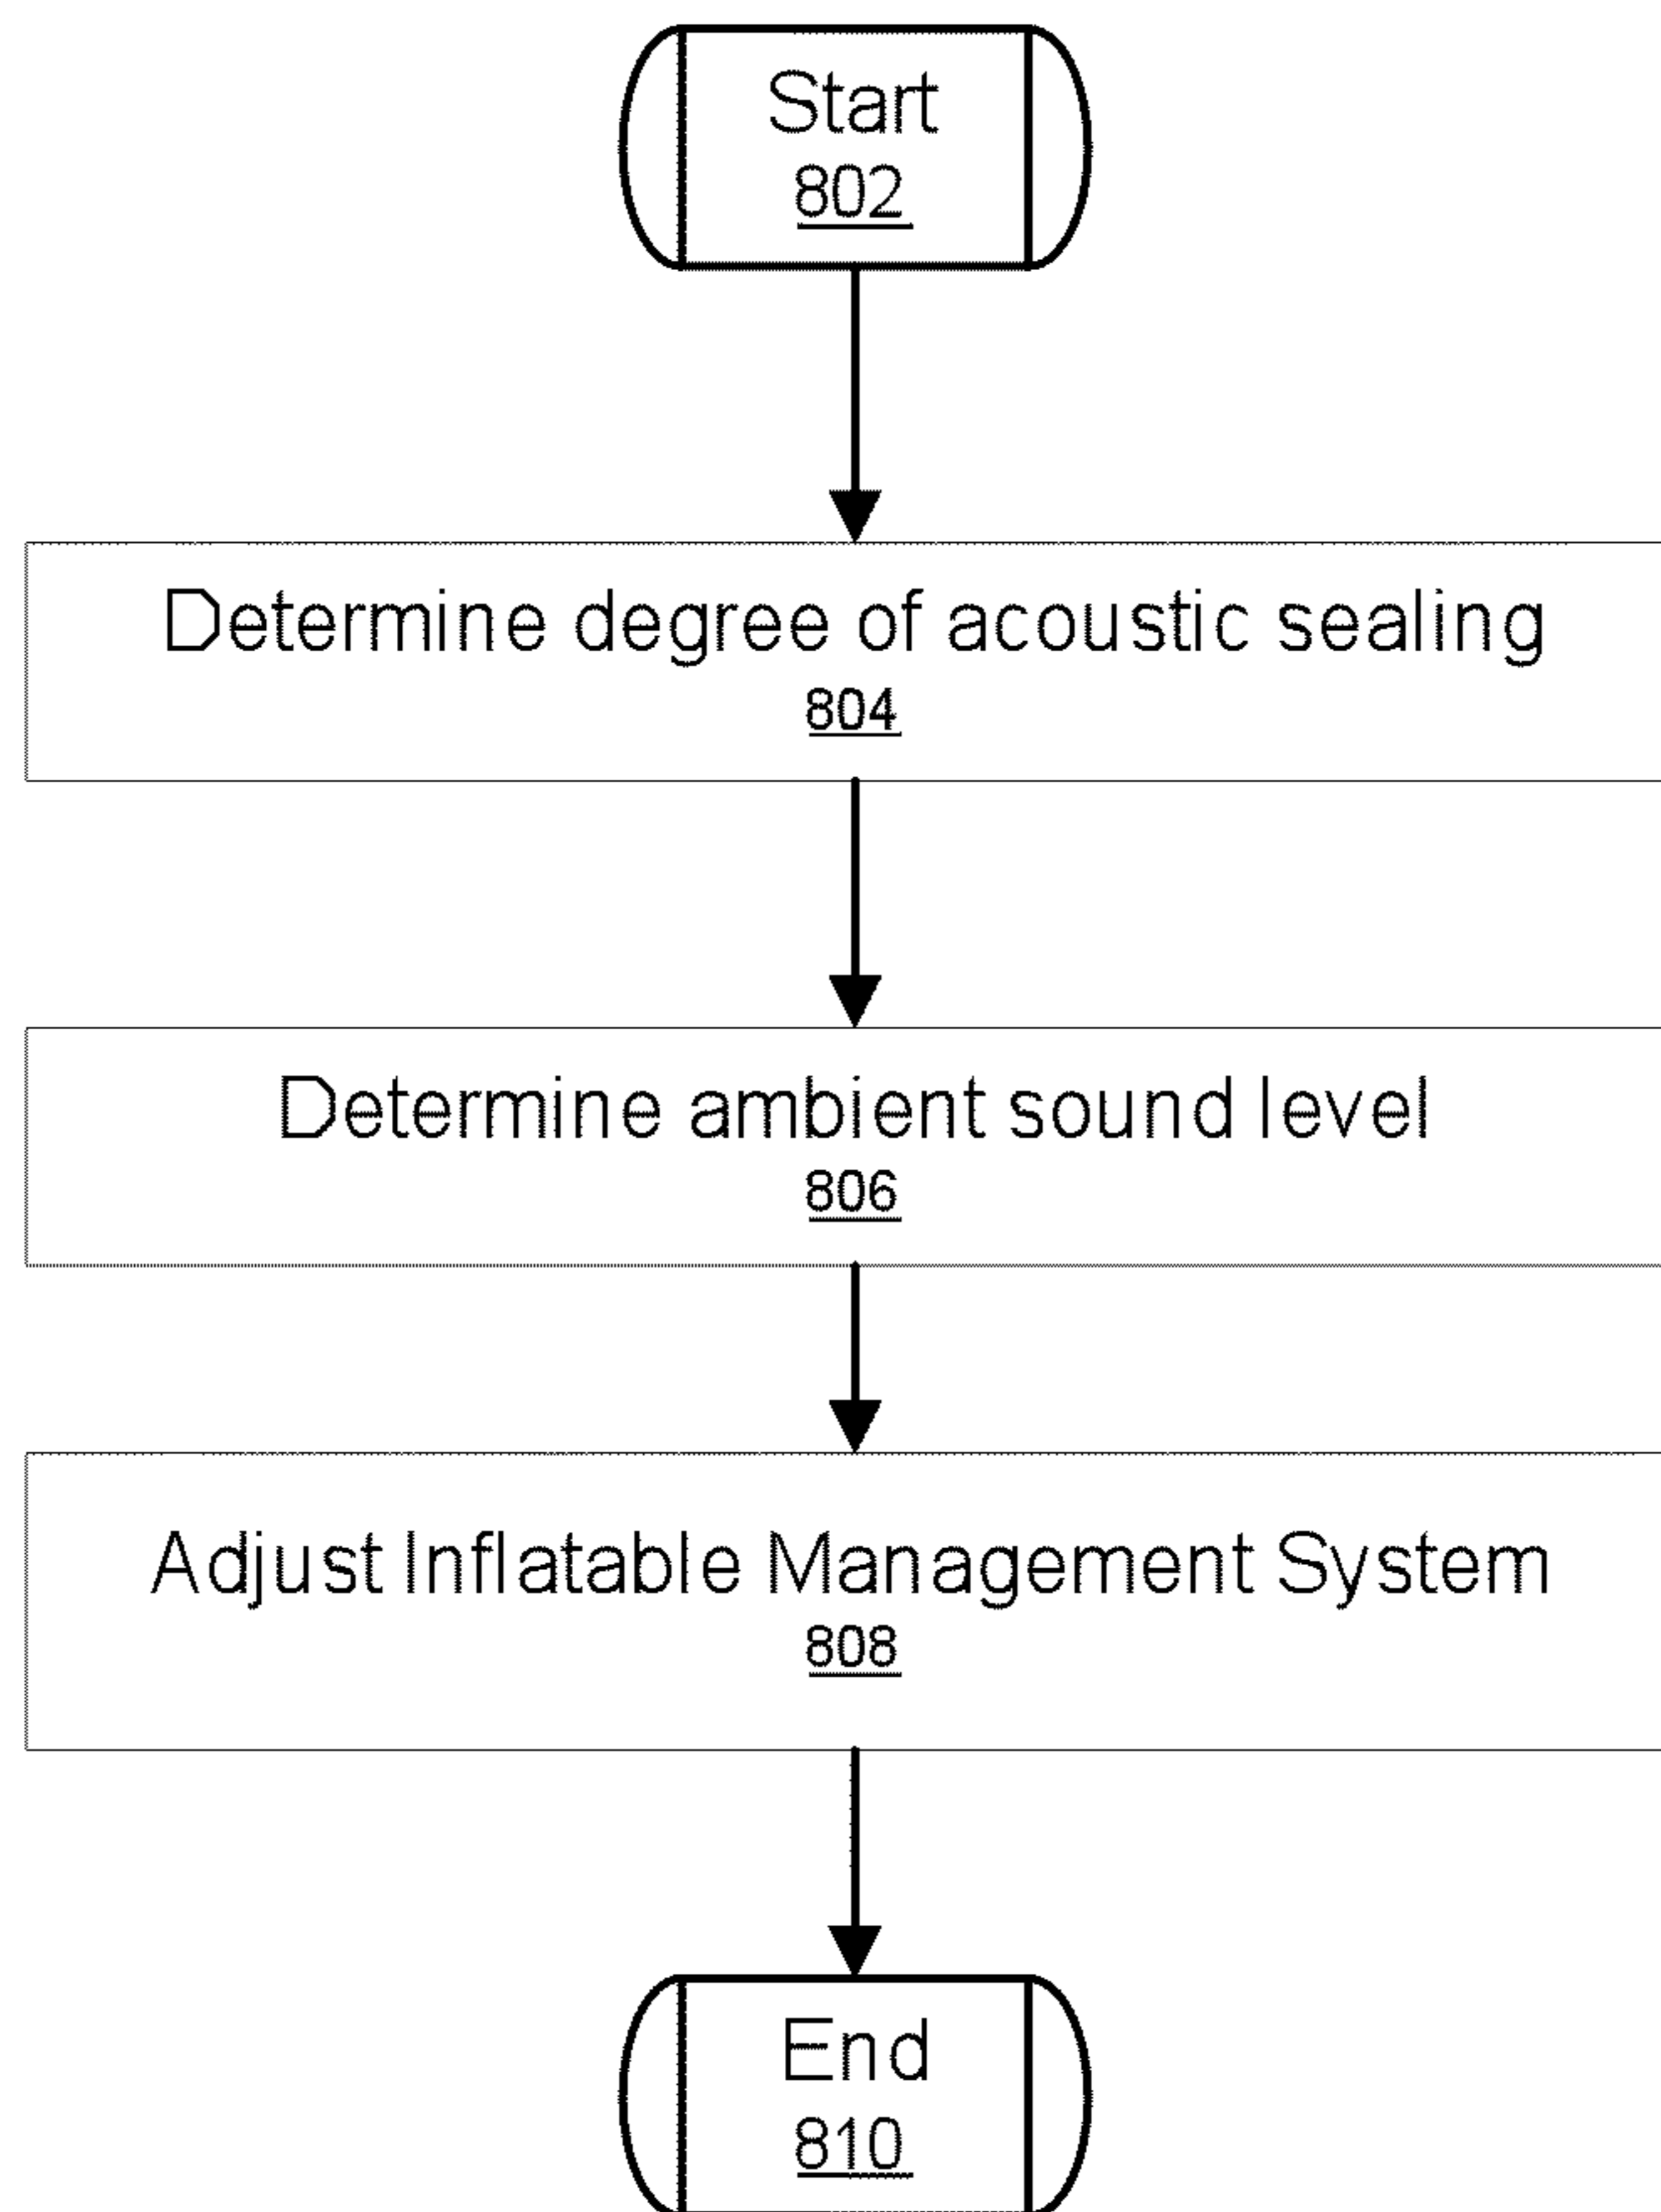 Start
802
Determine degree of acoustic sealing
804
Determine ambient sound level
806
Adjust Inflatable Management System
808
End
810